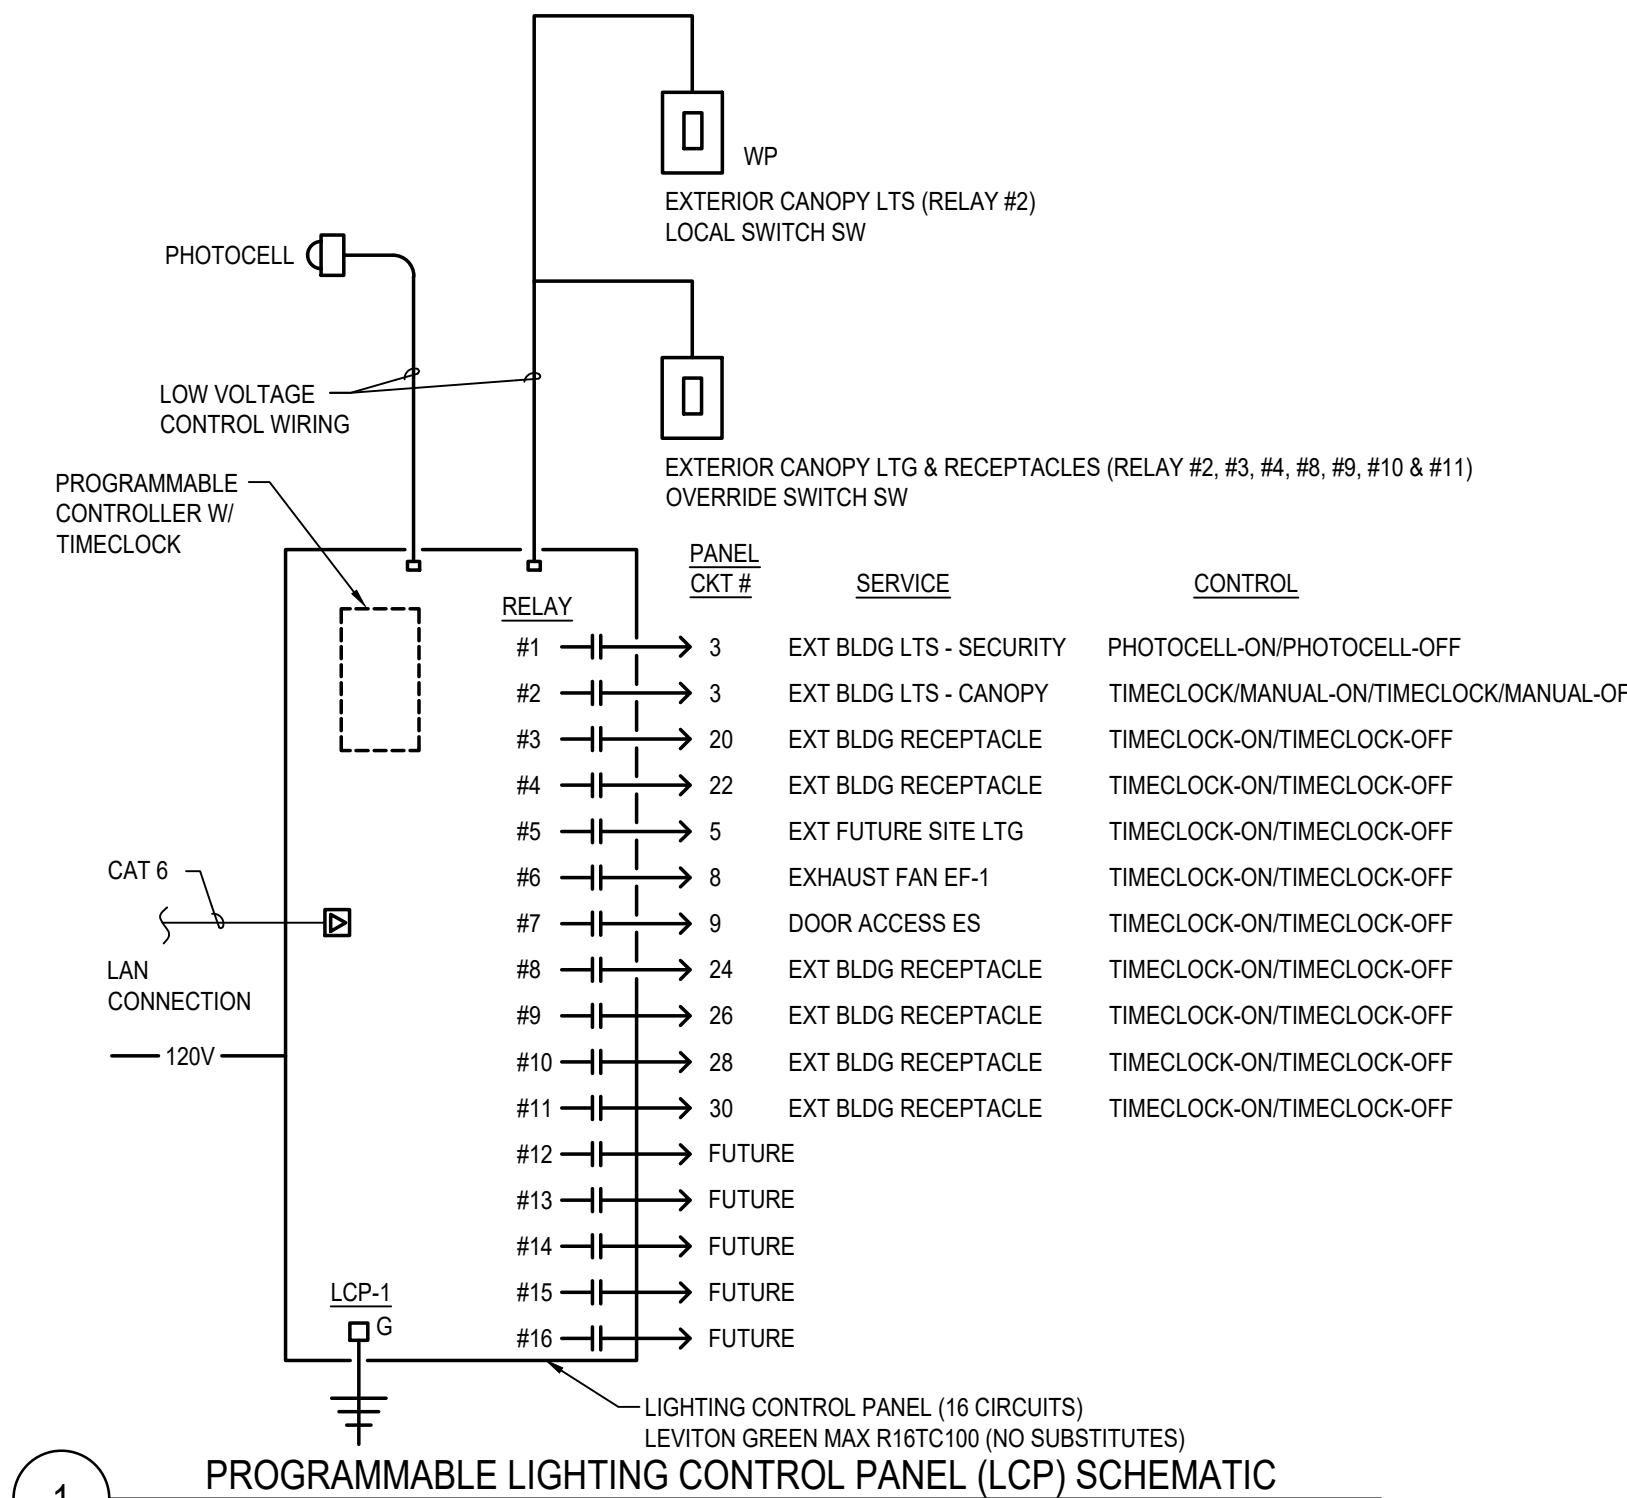 WP
EXTERIOR CANOPY LTS (RELAY #2)
LOCAL SWITCH SW
PHOTOCELL
LOW VOLTAGE
CONTROL WIRING
EXTERIOR CANOPY LTG & RECEPTACLES (RELAY #2, #3, #4, #8, #9, #10 & #11)
OVERRIDE SWITCH SW
PROGRAMMABLE
CONTROLLER W/
TIMECLOCK
PANEL
CKT # SERVICE CONTROL
RELAY
#1 3 EXT BLDG LTS - SECURITY PHOTOCELL-ON/PHOTOCELL-OFF
#2 3 EXT BLDG LTS - CANOPY TIMECLOCK/MANUAL-ON/TIMECLOCK/MANUAL-OF
#3 20 EXT BLDG RECEPTACLE TIMECLOCK-ON/TIMECLOCK-OFF
#4 22 EXT BLDG RECEPTACLE TIMECLOCK-ON/TIMECLOCK-OFF
#5 5 EXT FUTURE SITE LTG TIMECLOCK-ON/TIMECLOCK-OFF
#6 8 EXHAUST FAN EF-1 TIMECLOCK-ON/TIMECLOCK-OFF
#7 9 DOOR ACCESS ES TIMECLOCK-ON/TIMECLOCK-OFF
#8 24 EXT BLDG RECEPTACLE TIMECLOCK-ON/TIMECLOCK-OFF
#9 26 EXT BLDG RECEPTACLE TIMECLOCK-ON/TIMECLOCK-OFF
#10 28 EXT BLDG RECEPTACLE TIMECLOCK-ON/TIMECLOCK-OFF
#11 30 EXT BLDG RECEPTACLE TIMECLOCK-ON/TIMECLOCK-OFF
#12 FUTURE
#13 FUTURE
#14 FUTURE
#15 FUTURE
#16 FUTURE
CAT 6
LAN
CONNECTION
120V
LCP-1
G
LIGHTING CONTROL PANEL (16 CIRCUITS)
LEVITON GREEN MAX R16TC100 (NO SUBSTITUTES)
1 PROGRAMMABLE LIGHTING CONTROL PANEL (LCP) SCHEMATIC